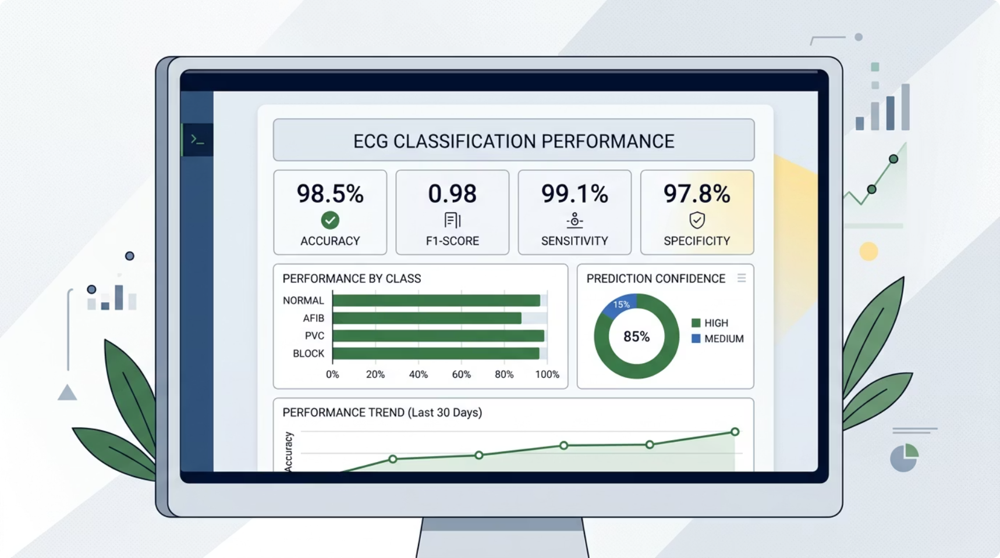 >_
ECG CLASSIFICATION PERFORMANCE
98.5%
ACCURACY
0.98
F1-SCORE
99.1%
SENSITIVITY
97.8%
SPECIFICITY
PERFORMANCE BY CLASS
NORMAL
AFIB
PVC
BLOCK
0% 20% 40% 60% 80% 100%
PREDICTION CONFIDENCE
15%
85%
HIGH
MEDIUM
PERFORMANCE TREND (Last 30 Days)
Accuracy